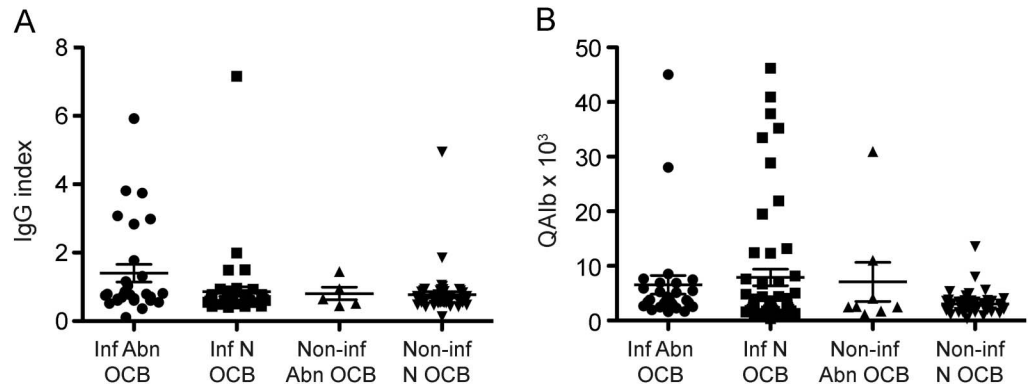 A
IgG index
8
6
4
2
0
Inf Abn
OCB
Inf N
OCB
Non-inf
Abn OCB
Non-inf
N OCB
B
QAlb x 10³
50
40
30
20
10
0
Inf Abn
OCB
Inf N
OCB
Non-inf
Abn OCB
Non-inf
N OCB